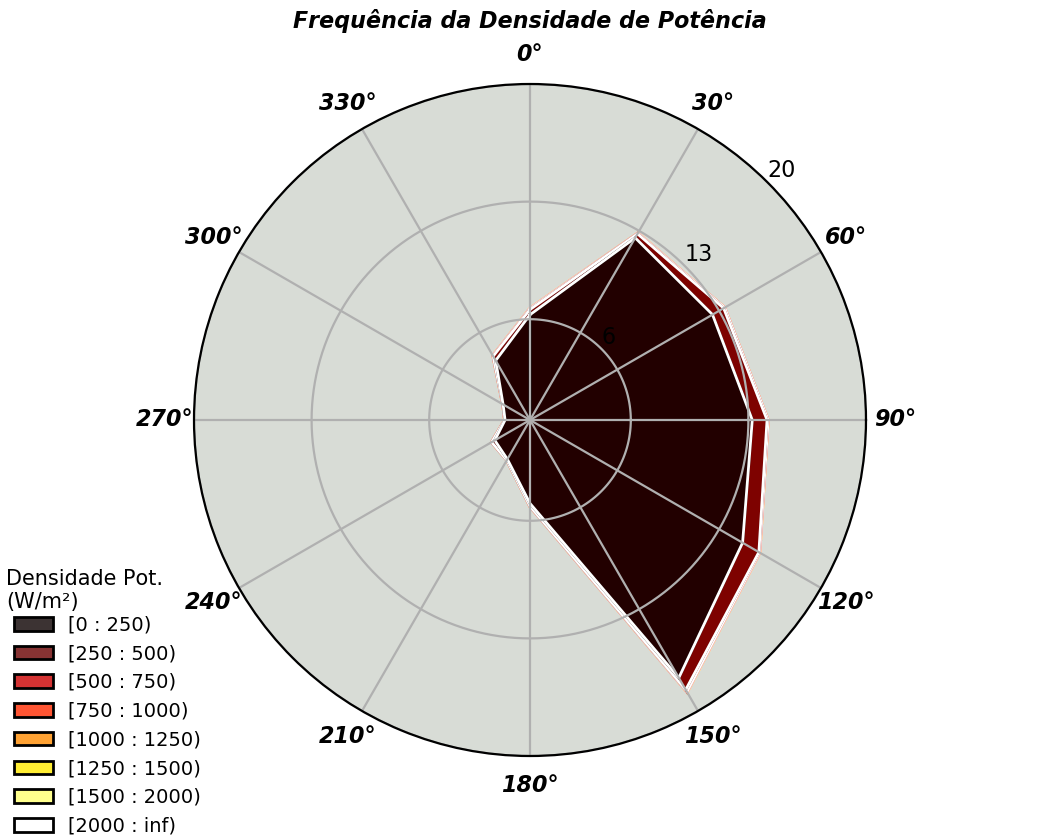 Frequência da Densidade de Potência
0°
330°
30°
20
300°
60°
13
6
270°
90°
240°
120°
210°
150°
180°
Densidade Pot.
(W/m²)
[0 : 250)
[250 : 500)
[500 : 750)
[750 : 1000)
[1000 : 1250)
[1250 : 1500)
[1500 : 2000)
[2000 : inf)